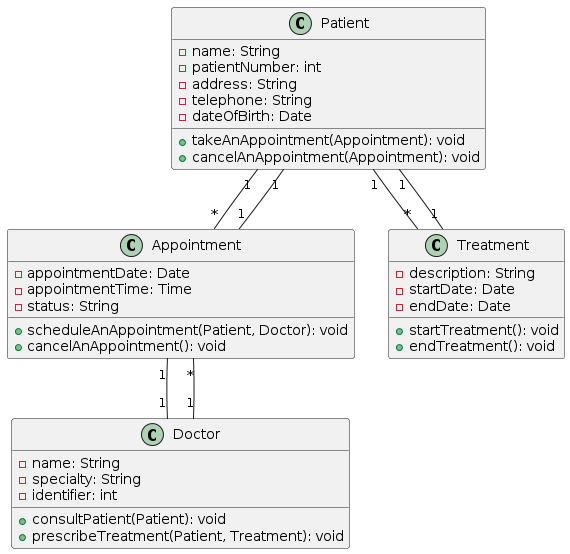 C Patient
name: String
patientNumber: int
address: String
telephone: String
dateOfBirth: Date
takeAnAppointment(Appointment): void
cancelAnAppointment(Appointment): void
1 1 1 1
* 1 * 1
C Appointment
appointmentDate: Date
appointmentTime: Time
status: String
scheduleAnAppointment(Patient, Doctor): void
cancelAnAppointment(): void
C Treatment
description: String
startDate: Date
endDate: Date
startTreatment(): void
endTreatment(): void
1 *
1 1
C Doctor
name: String
specialty: String
identifier: int
consultPatient(Patient): void
prescribeTreatment(Patient, Treatment): void